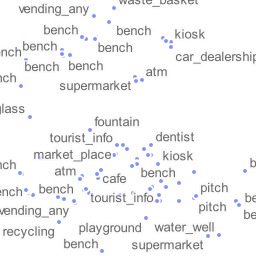 waste_basket
vending_any
bench
bench
kiosk
bench
bench
bench
car_dealership
bench
bench
atm
supermarket
glass
fountain
tourist_info
dentist
market_place
kiosk
atm
bench
cafe
bench
pitch
tourist_info
pitch
vending_any
playground
water_well
recycling
bench
supermarket